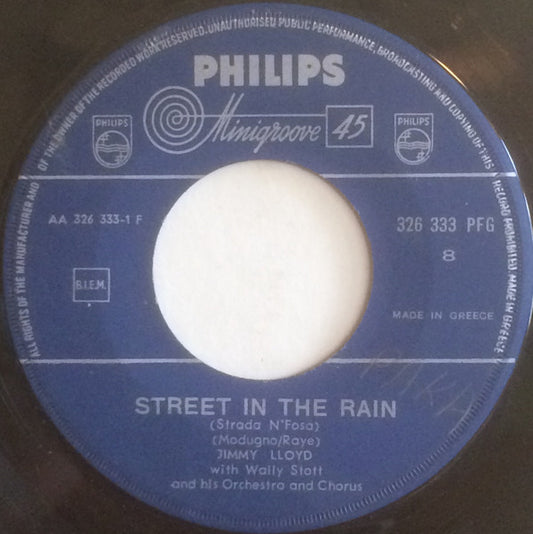 ALL RIGHTS OF THE MANUFACTURER AND OF THE OWNER OF THE RECORDED WORK RESERVED. UNAUTHORISED PUBLIC PERFORMANCE, BROADCASTING AND COPYING OF THIS RECORD PROHIBITED. MADE IN GREECE
PHILIPS
PHILIPS
Minigroove 45
PHILIPS
AA 326 333-1 F
326 333 PFG
8
B.I.E.M.
MADE IN GREECE
STREET IN THE RAIN
(Strada N'Fosa)
(Modugno/Raye)
JIMMY LLOYD
with Wally Stott
and his Orchestra and Chorus